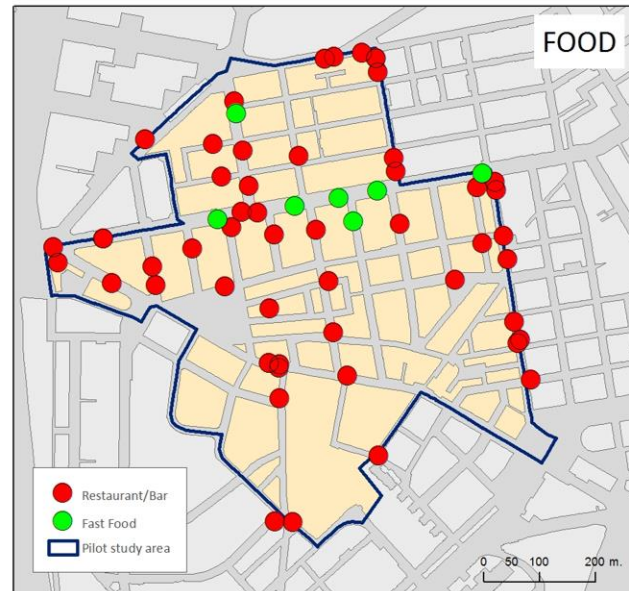 FOOD
Restaurant/Bar
Fast Food
Pilot study area
0 50 100 200 m.